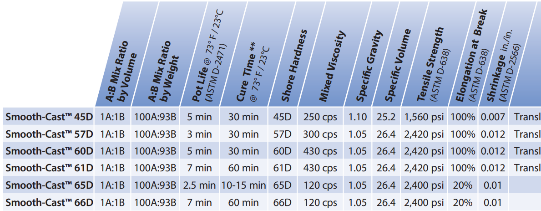 A:B Mix Ratio by Volume
A:B Mix Ratio by Weight
Pot Life @ 73°F / 23°C (ASTM D-2471)
Cure Time ** @ 73°F / 23°C
Shore Hardness
Mixed Viscosity
Specific Gravity
Specific Volume
Tensile Strength (ASTM D-638)
Elongation at Break (ASTM D-638)
Shrinkage in./in. (ASTM D-2566)
Smooth-Cast™ 45D 1A:1B 100A:93B 5 min 30 min 45D 250 cps 1.10 25.2 1,560 psi 100% 0.007 Transl
Smooth-Cast™ 57D 1A:1B 100A:93B 3 min 30 min 57D 300 cps 1.05 26.4 2,420 psi 100% 0.012 Transl
Smooth-Cast™ 60D 1A:1B 100A:93B 5 min 30 min 60D 430 cps 1.05 26.4 2,420 psi 100% 0.012 Transl
Smooth-Cast™ 61D 1A:1B 100A:93B 7 min 60 min 61D 430 cps 1.05 26.4 2,420 psi 100% 0.012 Transl
Smooth-Cast™ 65D 1A:1B 100A:93B 2.5 min 10-15 min 65D 120 cps 1.05 26.4 2,400 psi 20% 0.01
Smooth-Cast™ 66D 1A:1B 100A:93B 7 min 60 min 66D 120 cps 1.05 26.4 2,400 psi 20% 0.01